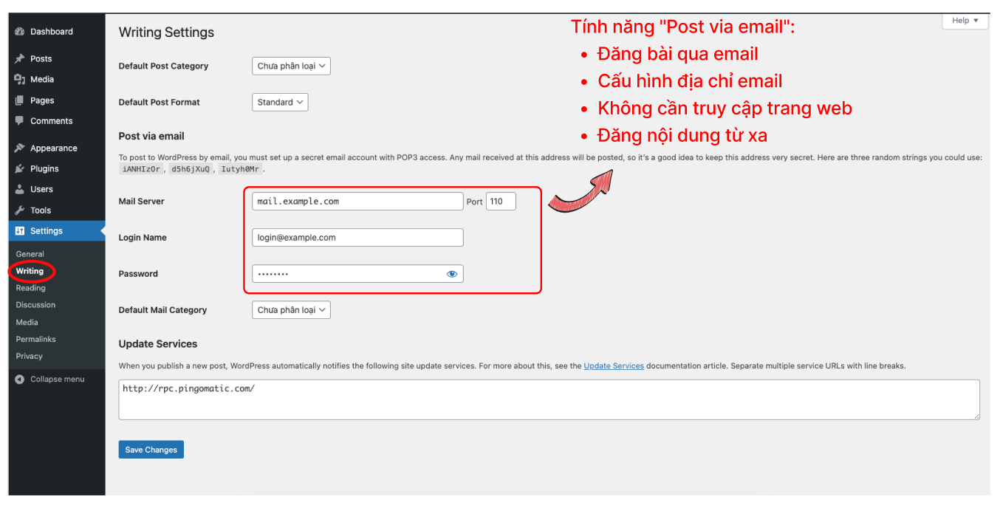 Dashboard
Posts
Media
Pages
Comments
Appearance
Plugins
Users
Tools
Settings
General
Writing
Reading
Discussion
Media
Permalinks
Privacy
Collapse menu
Help ▼
Writing Settings
Default Post Category Chưa phân loại
Default Post Format Standard
Tính năng "Post via email":
• Đăng bài qua email
• Cấu hình địa chỉ email
• Không cần truy cập trang web
• Đăng nội dung từ xa
Post via email
To post to WordPress by email, you must set up a secret email account with POP3 access. Any mail received at this address will be posted, so it's a good idea to keep this address very secret. Here are three random strings you could use:
iANHIzOr , d5h6jXuQ , Iutyh0Mr .
Mail Server mail.example.com Port 110
Login Name login@example.com
Password ········
Default Mail Category Chưa phân loại
Update Services
When you publish a new post, WordPress automatically notifies the following site update services. For more about this, see the Update Services documentation article. Separate multiple service URLs with line breaks.
http://rpc.pingomatic.com/
Save Changes